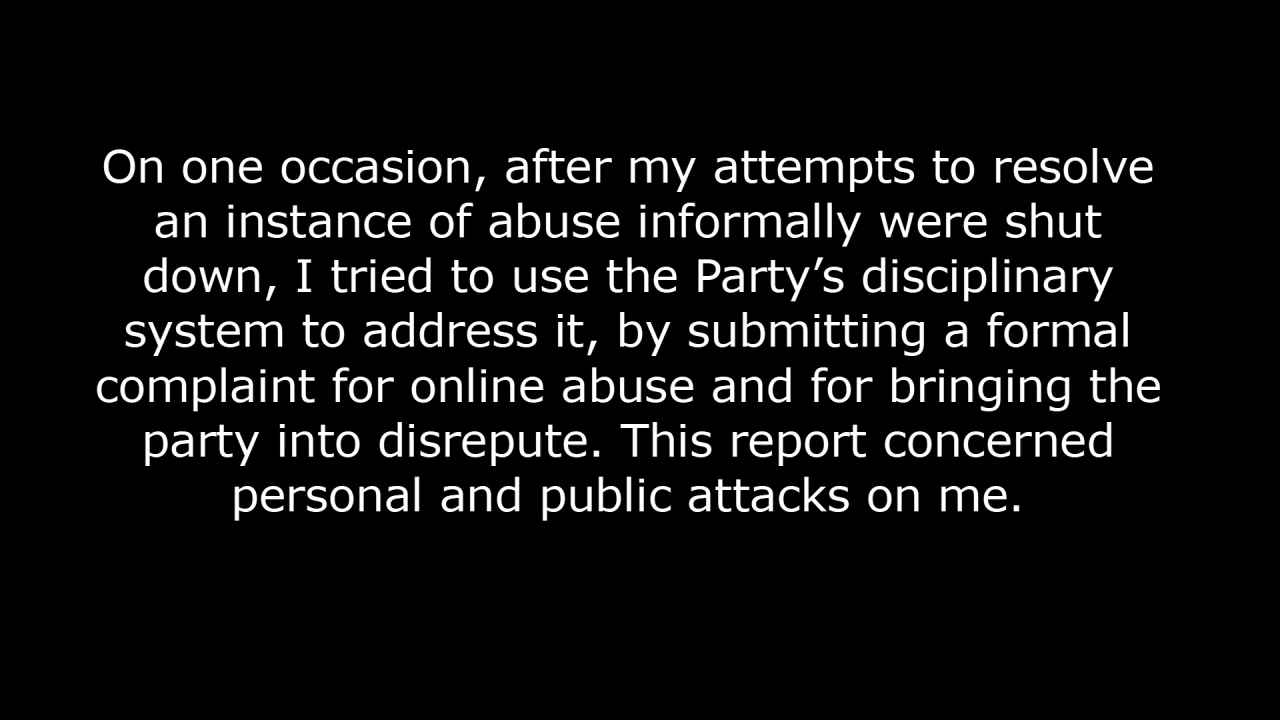 On one occasion, after my attempts to resolve
an instance of abuse informally were shut
down, I tried to use the Party’s disciplinary
system to address it, by submitting a formal
complaint for online abuse and for bringing the
party into disrepute. This report concerned
personal and public attacks on me.